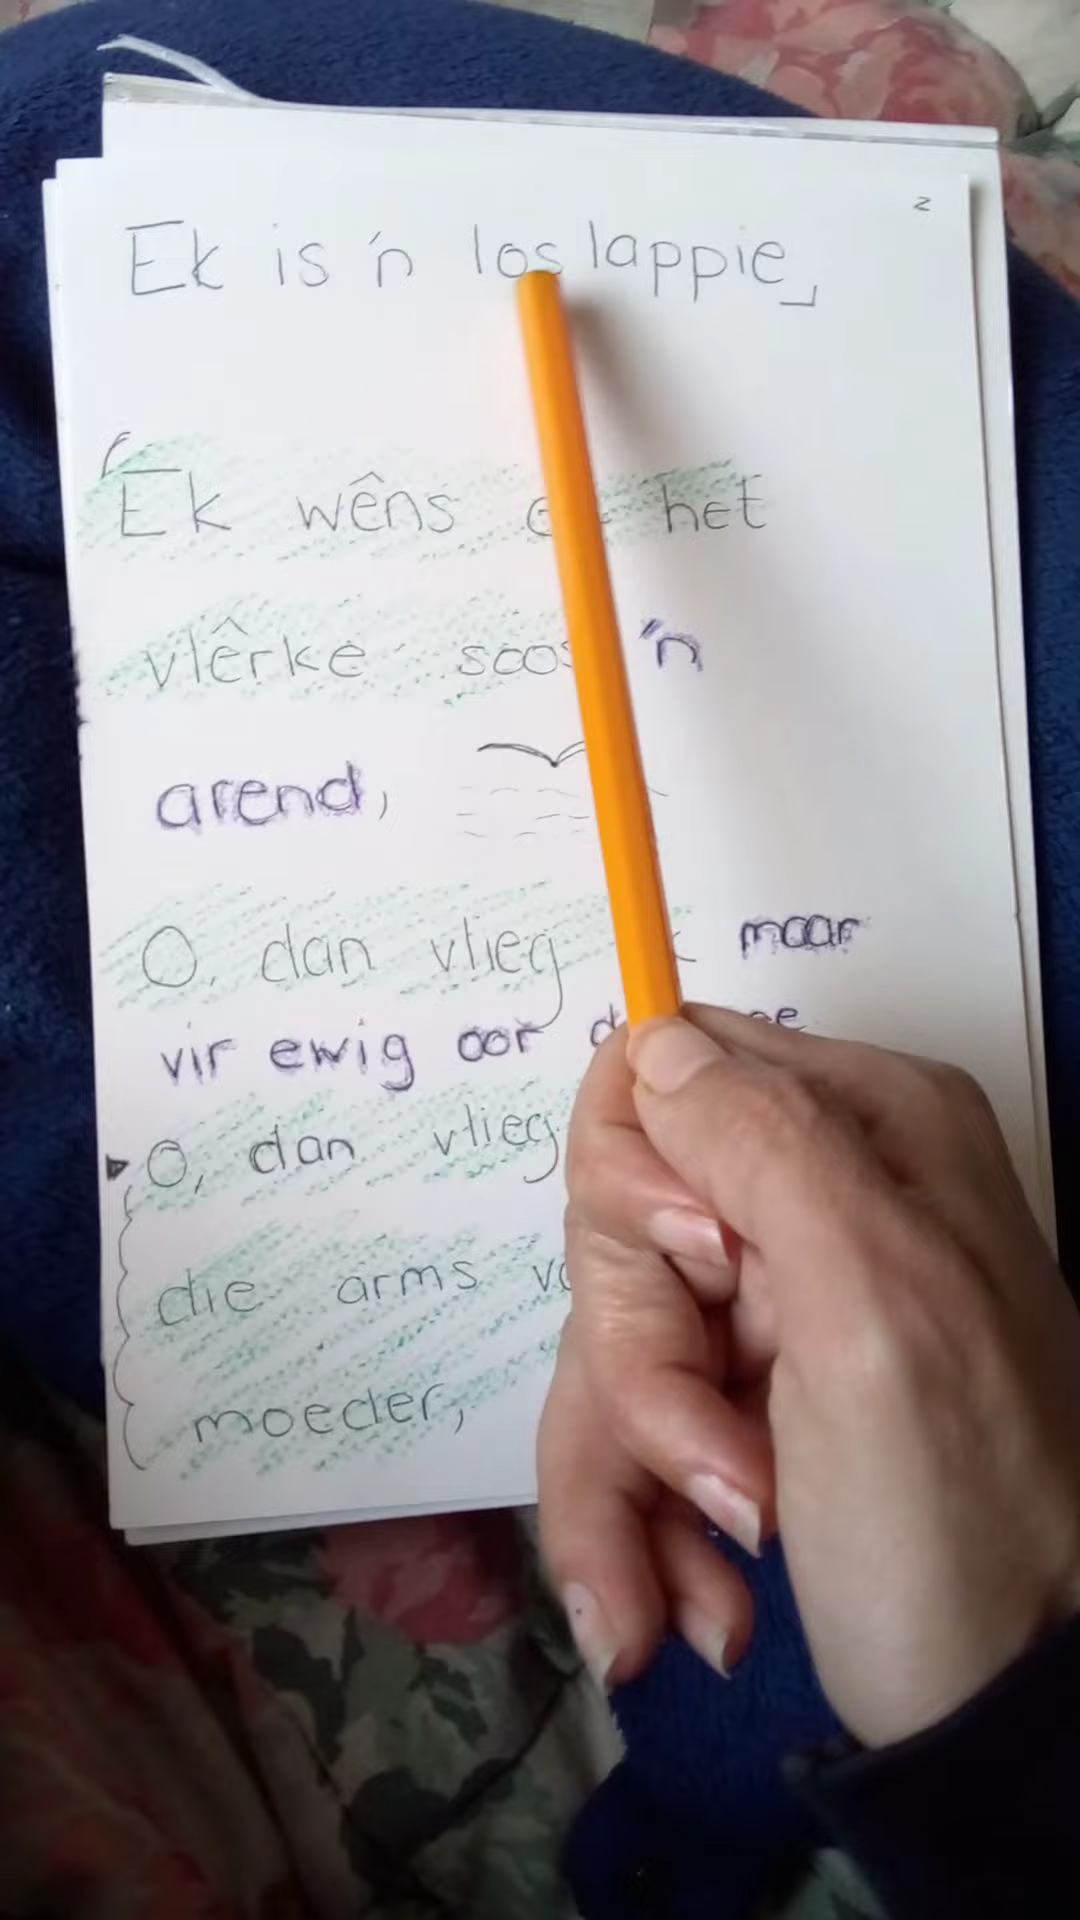 2
Ek is 'n los lappie
Ek wêns het
vlêrke soos 'n
arend,
O, dan vlieg maar
vir ewig oor
O, dan vlieg
die arms
moeder,